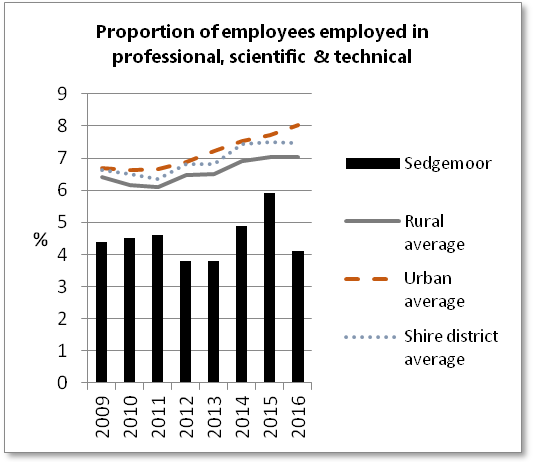 Proportion of employees employed in
professional, scientific & technical
9
8
7
6
5
4
3
2
1
0
%
2009
2010
2011
2012
2013
2014
2015
2016
Sedgemoor
Rural
average
Urban
average
Shire district
average